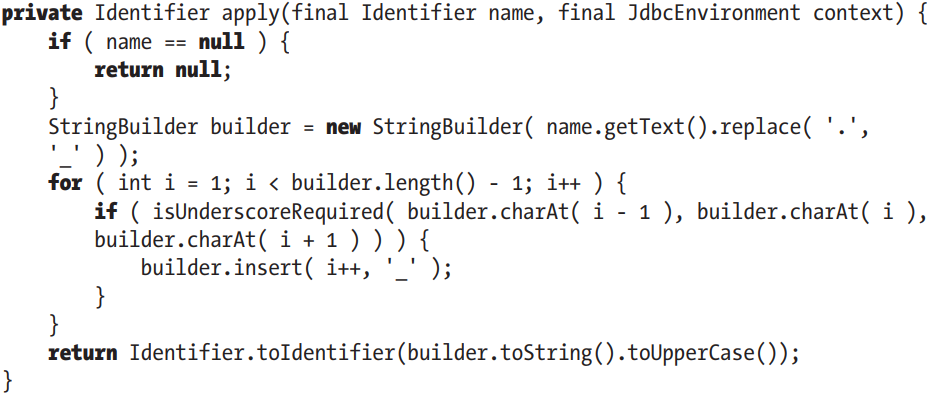 private Identifier apply(final Identifier name, final JdbcEnvironment context) {
    if ( name == null ) {
        return null;
    }
    StringBuilder builder = new StringBuilder( name.getText().replace( '.',
    '_' ) );
    for ( int i = 1; i < builder.length() - 1; i++ ) {
        if ( isUnderscoreRequired( builder.charAt( i - 1 ), builder.charAt( i ),
        builder.charAt( i + 1 ) ) ) {
            builder.insert( i++, '_' );
        }
    }
    return Identifier.toIdentifier(builder.toString().toUpperCase());
}